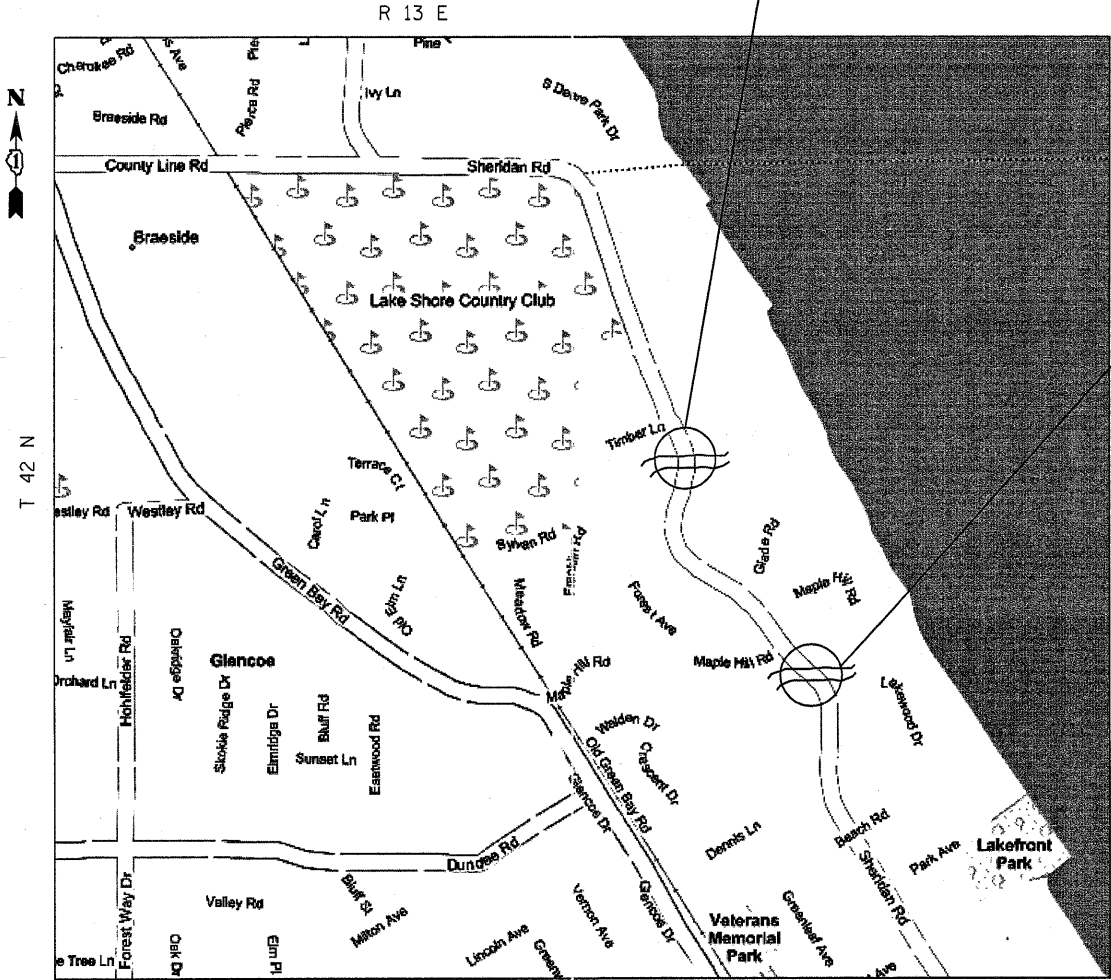 R 13 E
Pine
Cherokee Rd
s Ave
Pierce Rd
Ivy Ln
S Deere Park Dr
N
Braeside Rd
County Line Rd
Sheridan Rd
Braeside
Lake Shore Country Club
T 42 N
Timber Ln
Terrace Ct
estley Rd
Westley Rd
Carol Ln
Park Pl
Sylvan Rd
Franklin Rd
Glade Rd
Green Bay Rd
Old Elm Ln
Meadow Rd
Forest Ave
Maple Hill Rd
Mayfair Ln
Hohlfelder Rd
Oakridge Dr
Glencoe
Maple Hill Rd
Maple Hill Rd
Orchard Ln
Skokie Ridge Dr
Elmridge Dr
Bluff Rd
Sunset Ln
Eastwood Rd
Lakewood Dr
Walden Dr
Old Green Bay Rd
Crescent Dr
Glencoe Dr
Dennis Ln
Beach Rd
Sheridan Rd
Park Ave
Lakefront
Park
Dundee Rd
Forest Way Dr
Valley Rd
Bluff St
Milton Ave
Vernon Ave
Glencoe Dr
Greenleaf Ave
Veterans
Memorial
Park
e Tree Ln
Oak Dr
Elm Pl
Lincoln Ave
Greenw
Ave